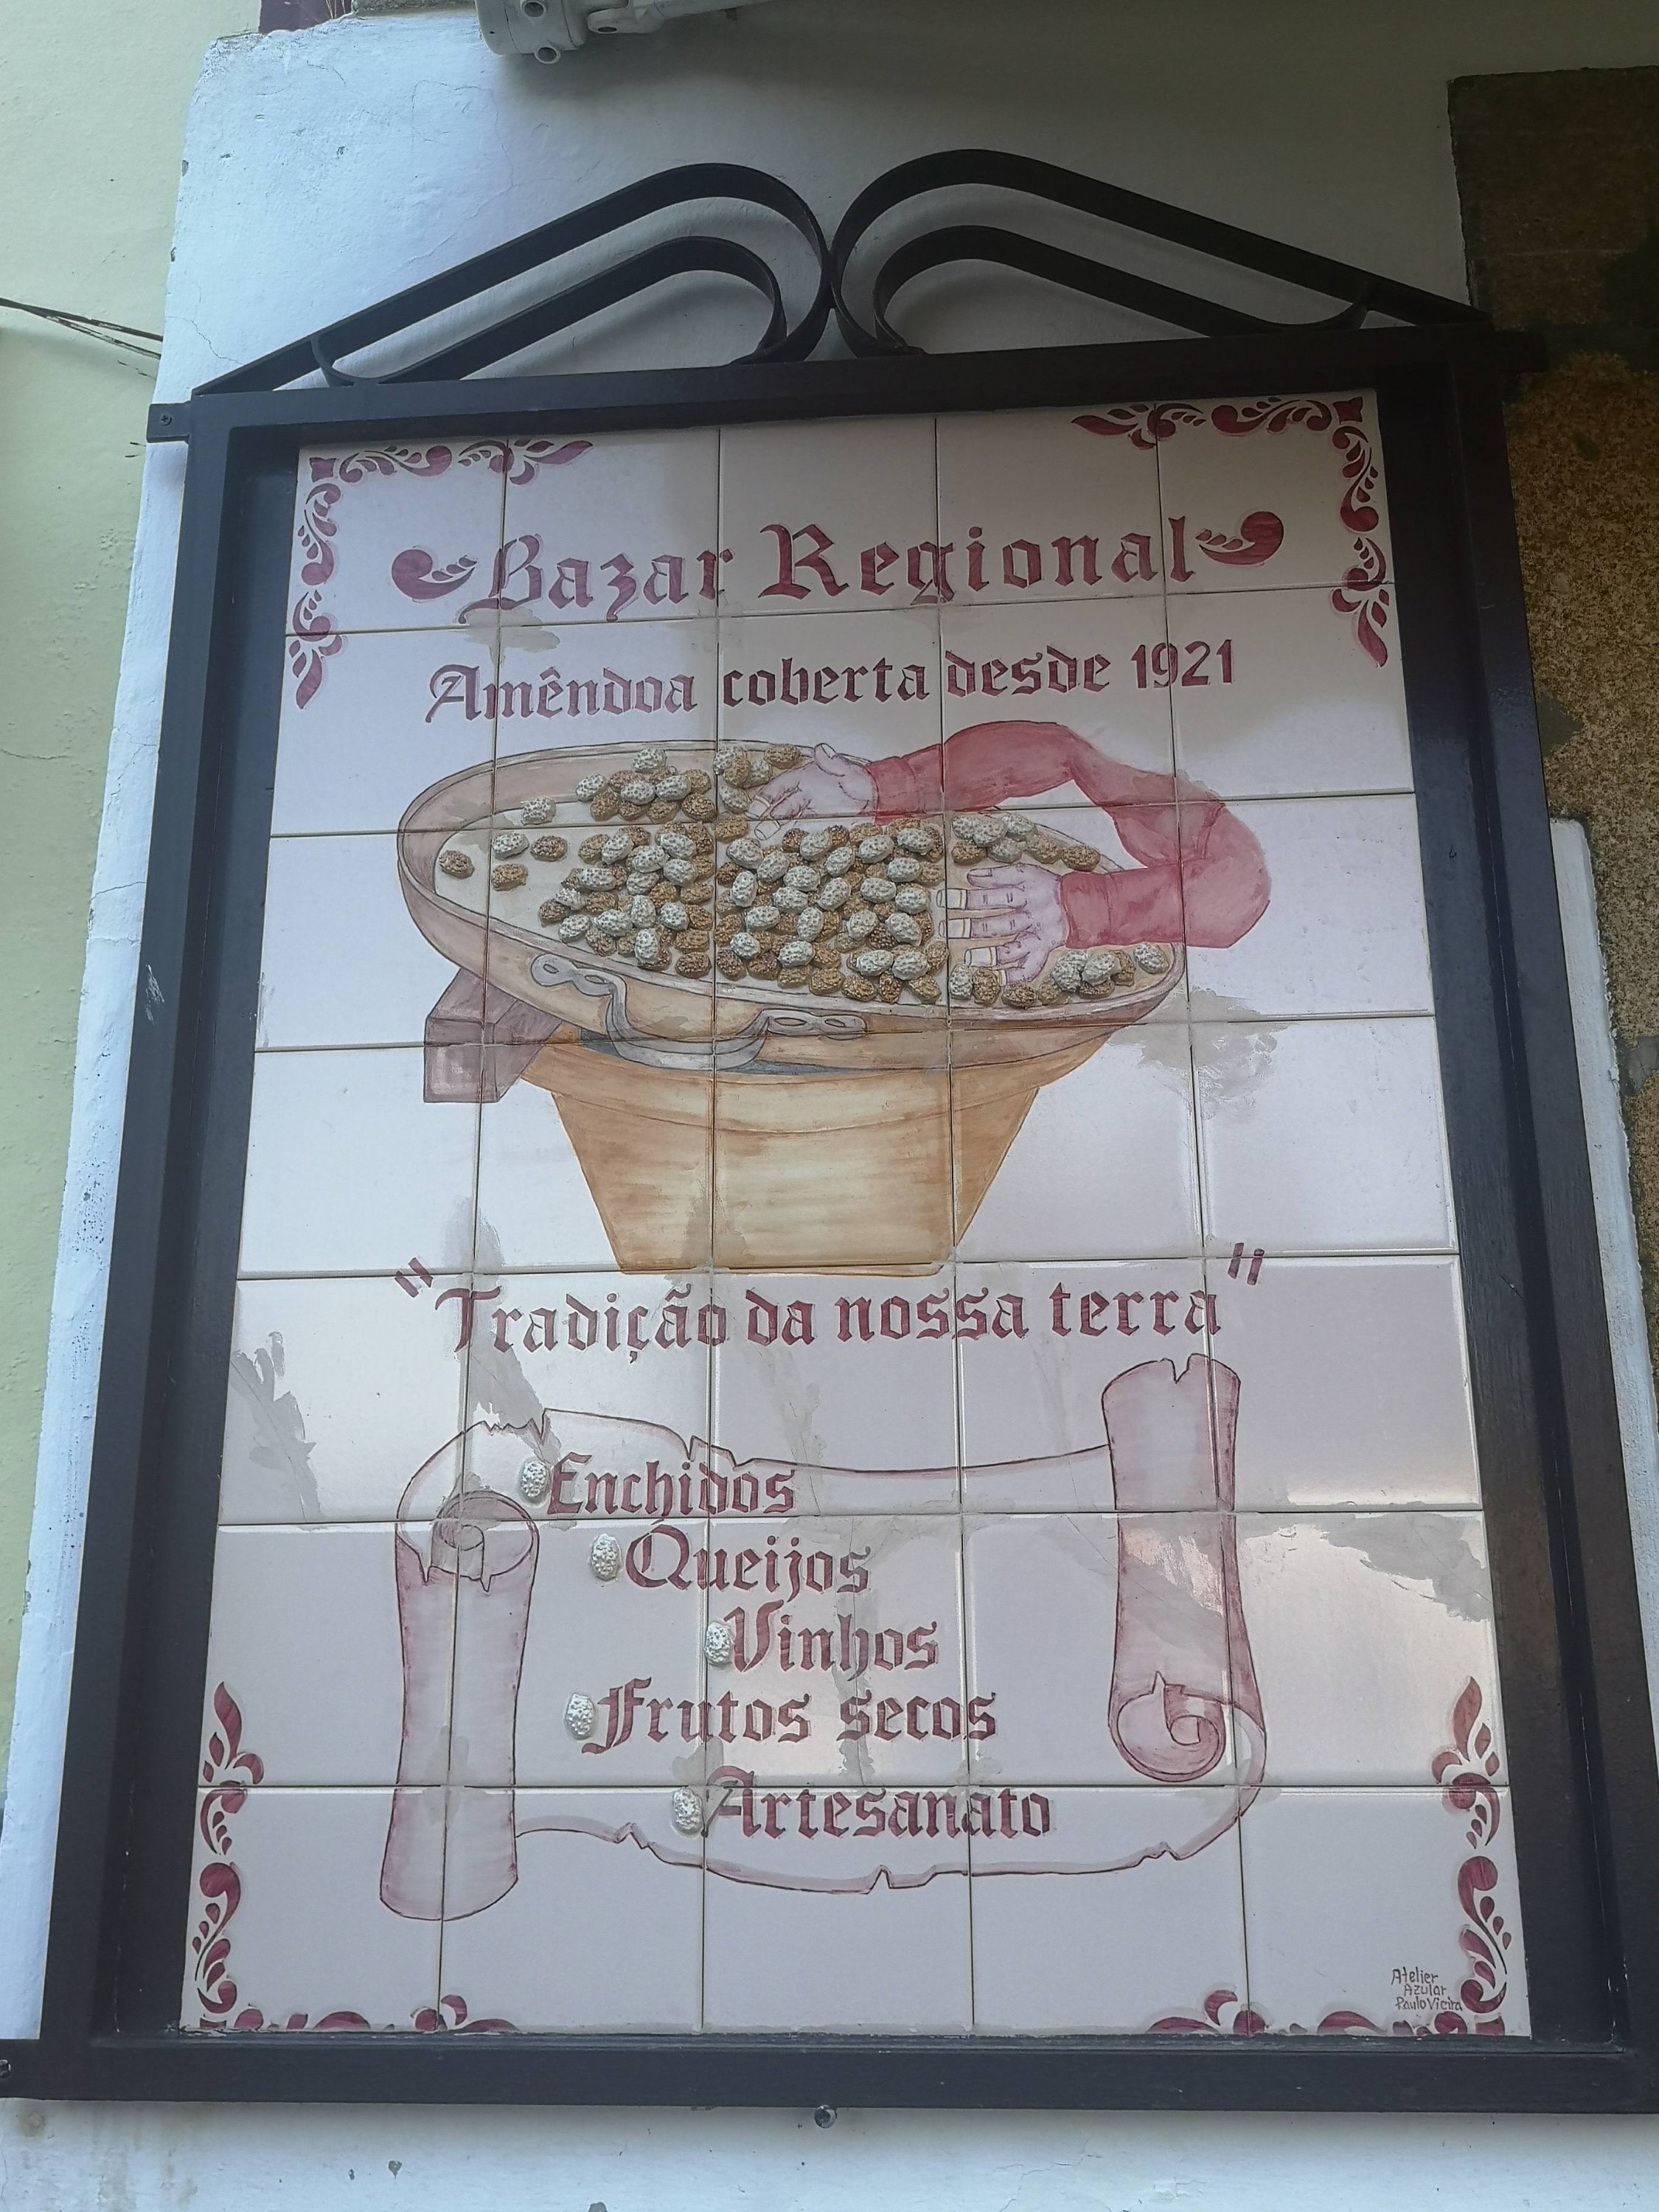 Bazar Regional
Amêndoa coberta desde 1921
"Tradição da nossa terra"
Enchidos
Queijos
Vinhos
Frutos secos
Artesanato
Atelier
Azular
Paulo Vieira